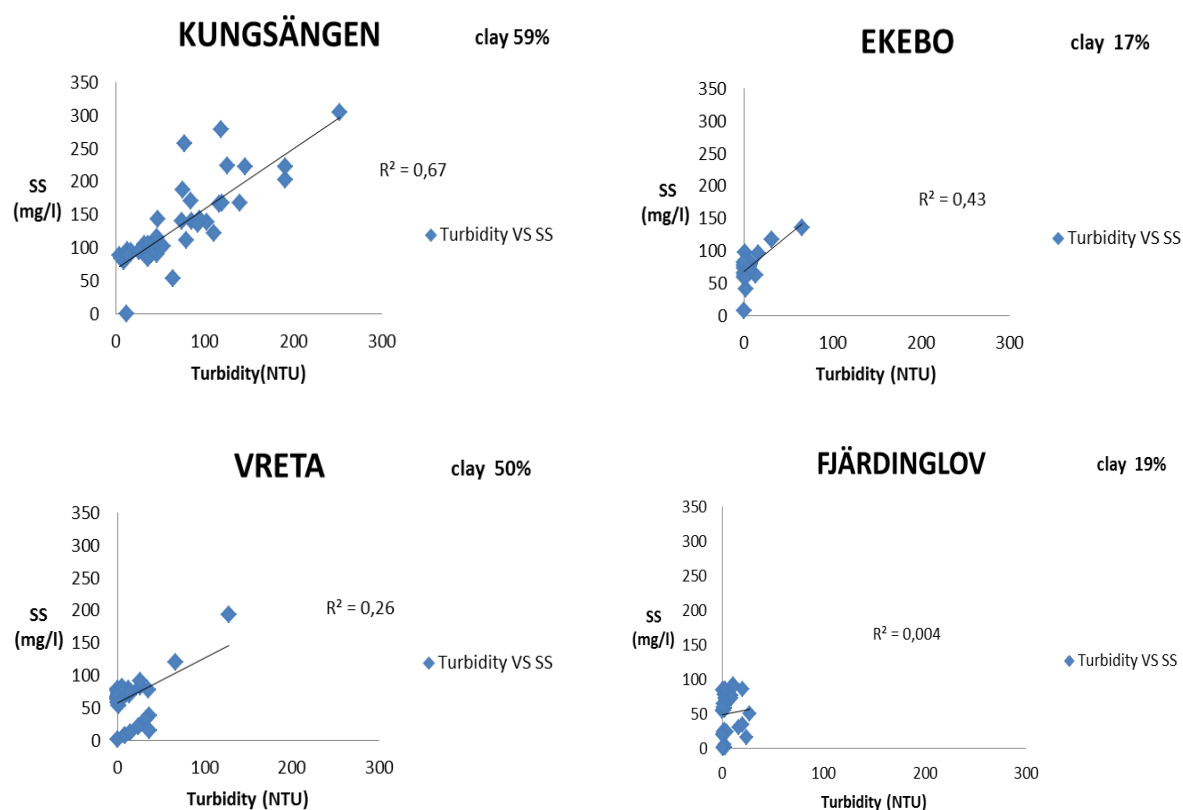 KUNGSÄNGEN
clay 59%
350
300
250
200
150
100
50
0
SS
(mg/l)
R² = 0,67
Turbidity VS SS
0 100 200 300
Turbidity(NTU)
EKEBO
clay 17%
350
300
250
200
150
100
50
0
SS
(mg/l)
R² = 0,43
Turbidity VS SS
0 100 200 300
Turbidity (NTU)
VRETA
clay 50%
350
300
250
200
150
100
50
0
SS
(mg/l)
R² = 0,26
Turbidity VS SS
0 100 200 300
Turbidity (NTU)
FJÄRDINGLOV
clay 19%
350
300
250
200
150
100
50
0
SS
(mg/l)
R² = 0,004
Turbidity VS SS
0 100 200 300
Turbidity (NTU)